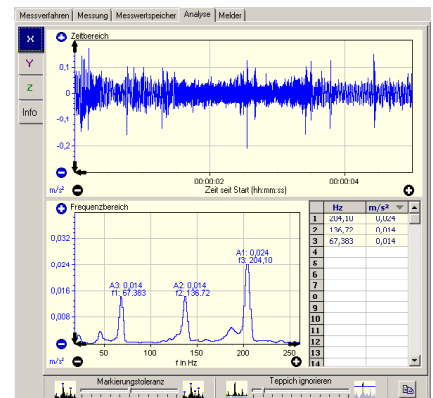 Messverfahren | Messung | Messwertspeicher | Analyse | Melder
X
Y
Z
Info
Zeitbereich
0,1
0
-0,1
-0,2
m/s²
00:00:02
00:00:04
Zeit seit Start (hh:mm:ss)
Frequenzbereich
0,032
0,024
0,016
0,008
m/s²
A3: 0,014
f1: 67,383
A2: 0,014
f2: 136,72
A1: 0,024
f3: 204,10
50 100 150 200 250
f in Hz
Hz m/s²
1 204,10 0,024
2 136,72 0,014
3 67,383 0,014
4
5
6
7
8
9
10
11
12
13
14
Markierungstoleranz
Teppich ignorieren